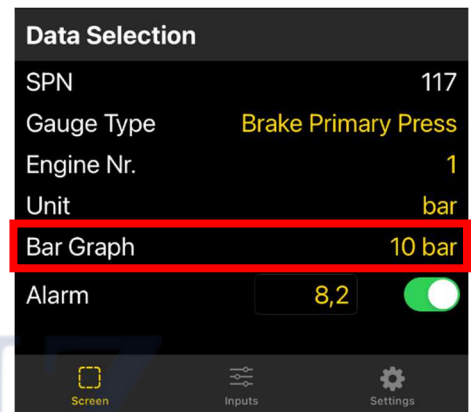 Data Selection
SPN 117
Gauge Type Brake Primary Press
Engine Nr. 1
Unit bar
Bar Graph 10 bar
Alarm 8,2
Screen Inputs Settings